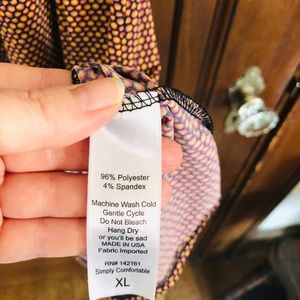 96% Polyester
4% Spandex
Machine Wash Cold
Gentle Cycle
Do Not Bleach
Hang Dry
or you'll be sad
MADE IN USA
Fabric Imported
RN# 142161
Simply Comfortable
XL